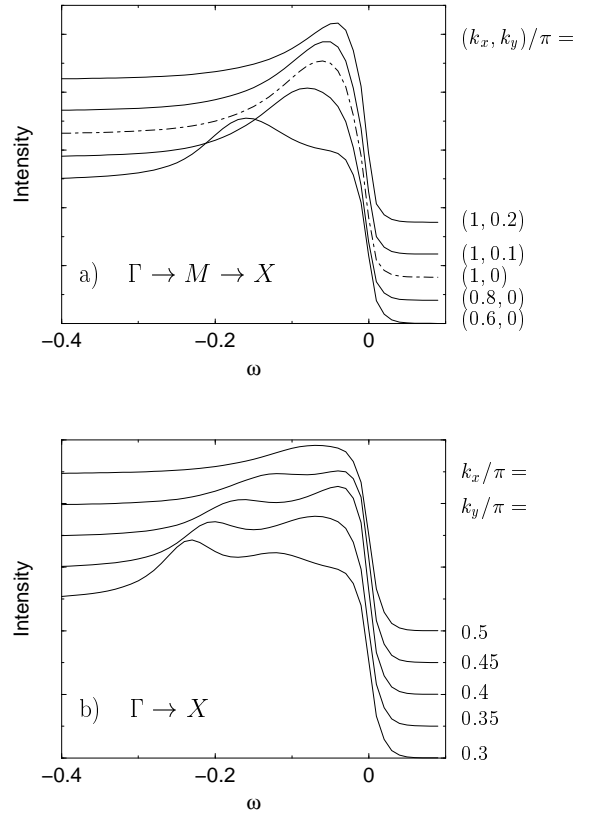 (k_x, k_y)/π =
Intensity
(1, 0.2)
(1, 0.1)
(1, 0)
(0.8, 0)
(0.6, 0)
a) Γ → M → X
−0.4 −0.2 0
ω
k_x/π =
k_y/π =
Intensity
0.5
0.45
0.4
0.35
0.3
b) Γ → X
−0.4 −0.2 0
ω